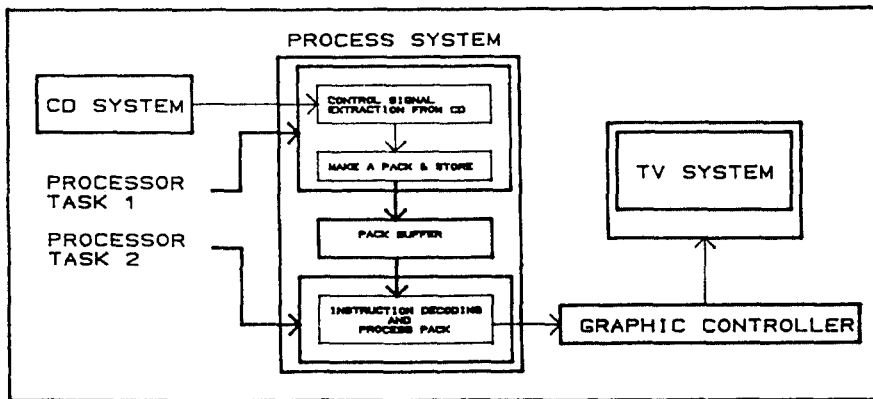 PROCESS SYSTEM
CD SYSTEM
CONTROL SIGNAL
EXTRACTION FROM CD
MAKE A PACK & STORE
PROCESSOR
TASK 1
PACK BUFFER
PROCESSOR
TASK 2
INSTRUCTION DECODING
AND
PROCESS PACK
TV SYSTEM
GRAPHIC CONTROLLER